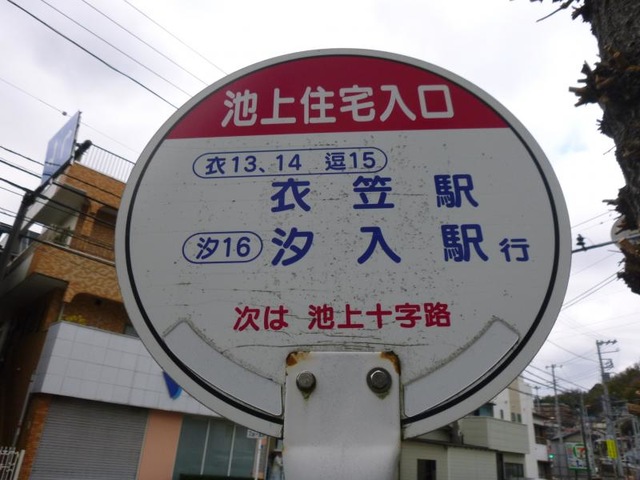 池上住宅入口
衣13、14 逗15
衣笠駅
汐16 汐入駅行
次は 池上十字路